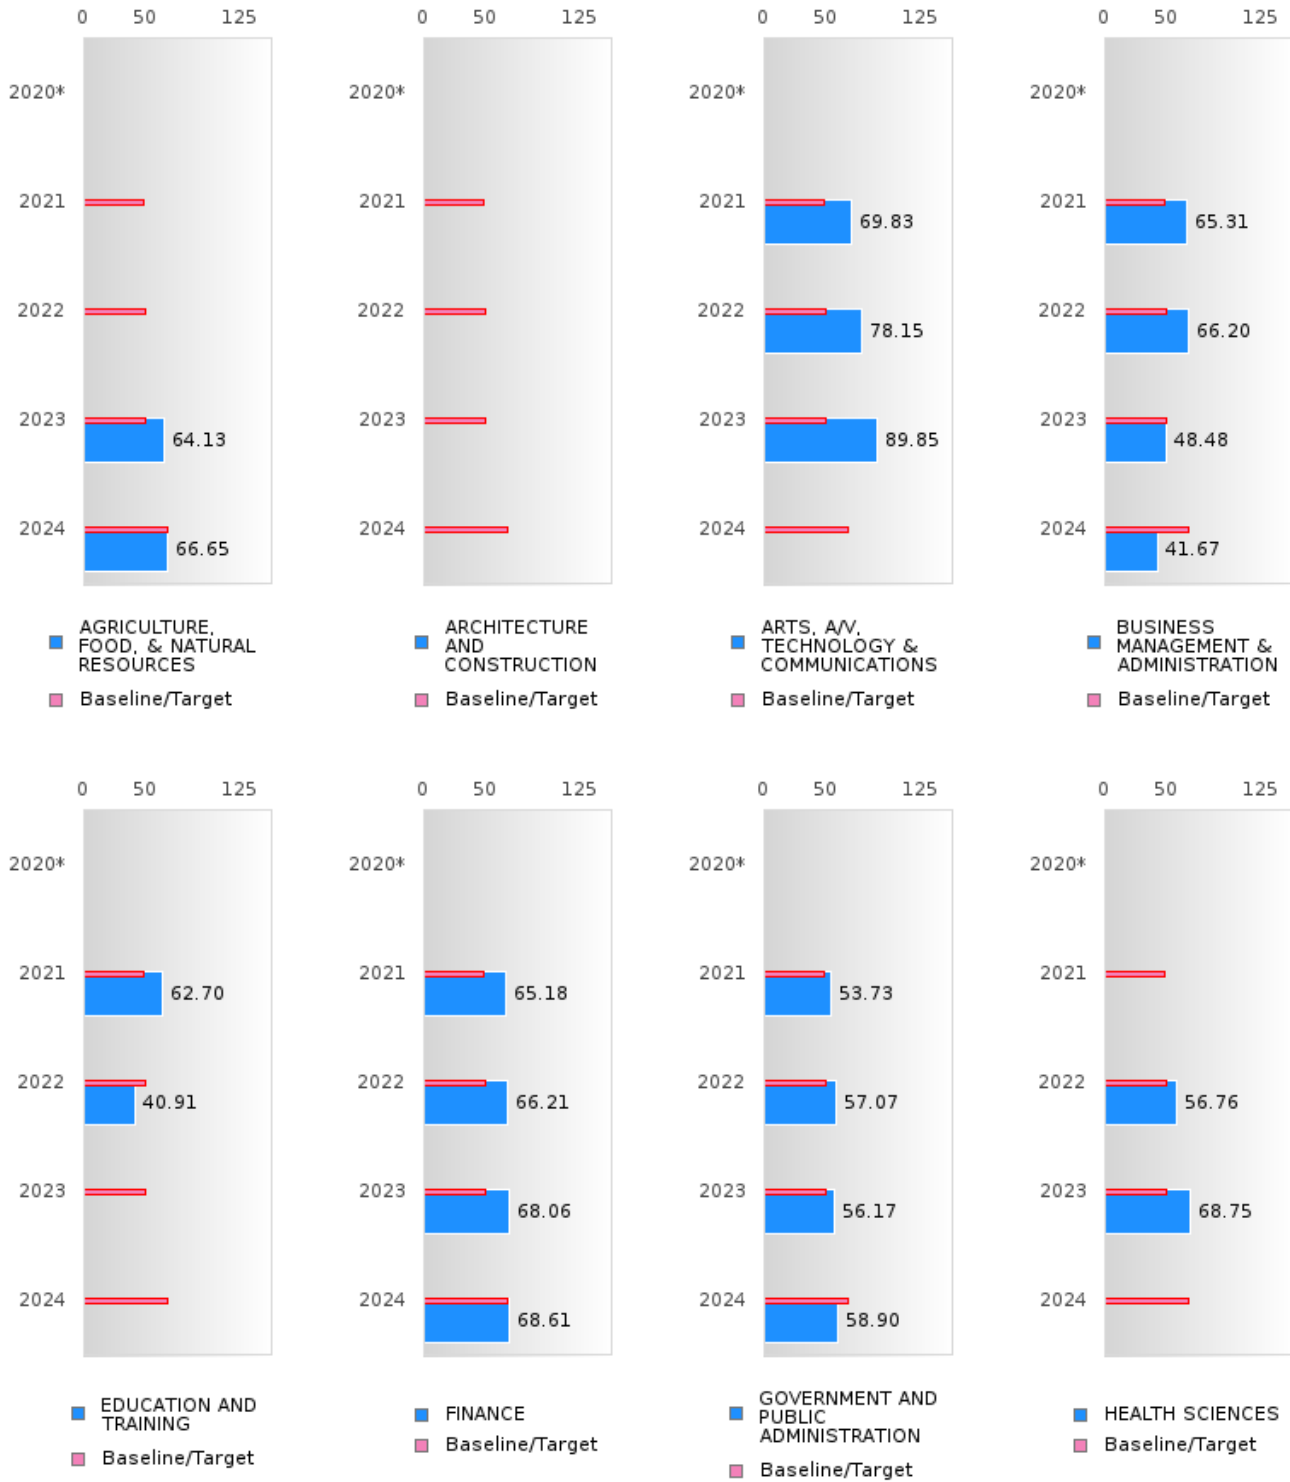 0 50 125
2020*
2021
2022
2023
64.13
2024
66.65
AGRICULTURE,
FOOD, & NATURAL
RESOURCES
Baseline/Target
0 50 125
2020*
2021
2022
2023
2024
ARCHITECTURE
AND
CONSTRUCTION
Baseline/Target
0 50 125
2020*
2021
69.83
2022
78.15
2023
89.85
2024
ARTS, A/V,
TECHNOLOGY &
COMMUNICATIONS
Baseline/Target
0 50 125
2020*
2021
65.31
2022
66.20
2023
48.48
2024
41.67
BUSINESS
MANAGEMENT &
ADMINISTRATION
Baseline/Target
0 50 125
2020*
2021
62.70
2022
40.91
2023
2024
EDUCATION AND
TRAINING
Baseline/Target
0 50 125
2020*
2021
65.18
2022
66.21
2023
68.06
2024
68.61
FINANCE
Baseline/Target
0 50 125
2020*
2021
53.73
2022
57.07
2023
56.17
2024
58.90
GOVERNMENT AND
PUBLIC
ADMINISTRATION
Baseline/Target
0 50 125
2020*
2021
2022
56.76
2023
68.75
2024
HEALTH SCIENCES
Baseline/Target